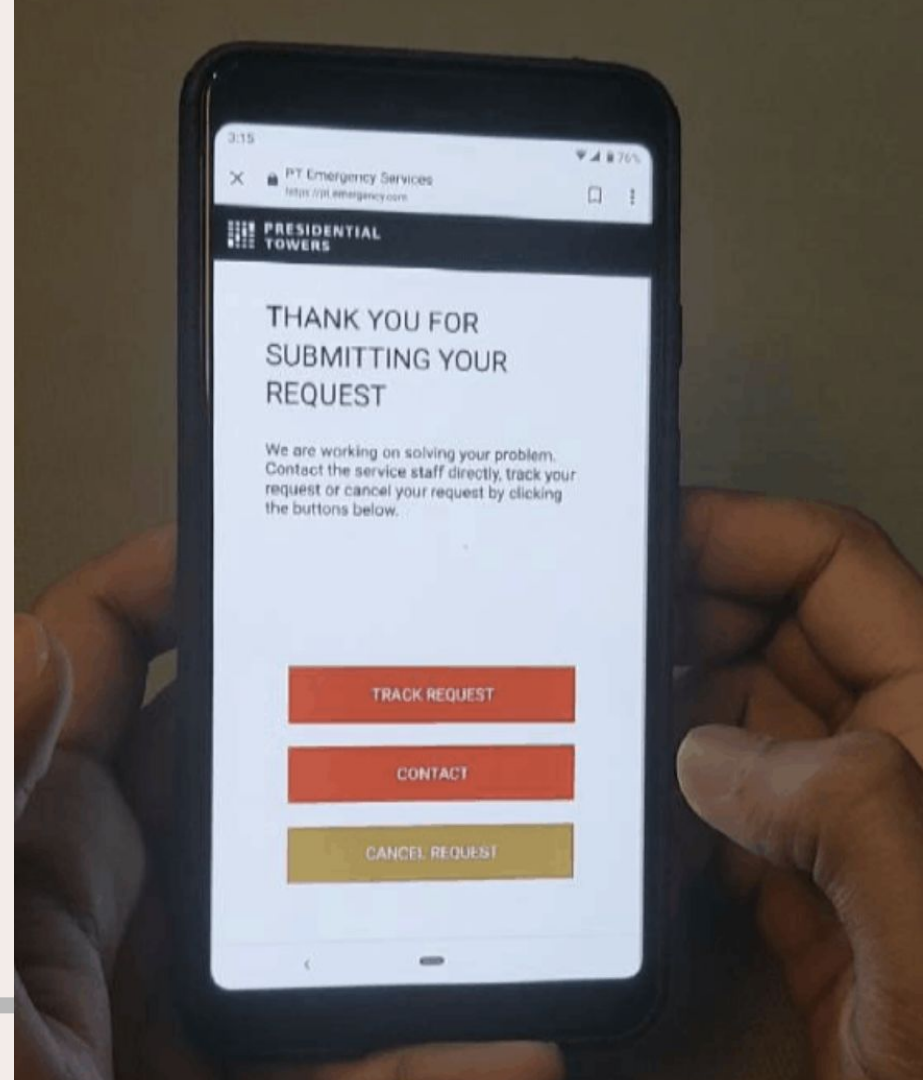 3:15
76%
PT Emergency Services
PRESIDENTIAL
TOWERS
THANK YOU FOR
SUBMITTING YOUR
REQUEST
We are working on solving your problem.
Contact the service staff directly, track your
request or cancel your request by clicking
the buttons below.
TRACK REQUEST
CONTACT
CANCEL REQUEST